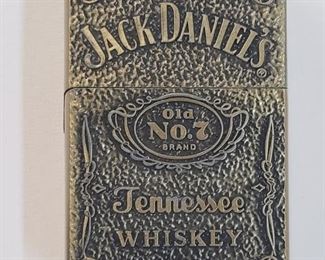 JACK DANIEL'S®
Old
No.7
BRAND
Tennessee
WHISKEY